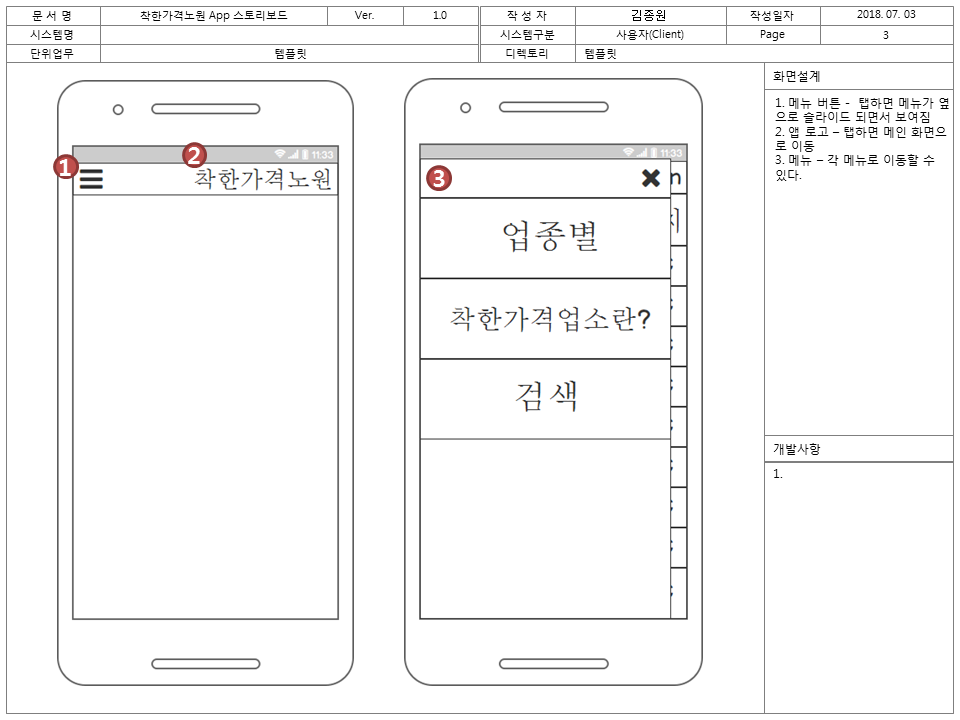 문 서 명 착한가격노원 App 스토리보드 Ver. 1.0 작 성 자 김종원 작성일자 2018. 07. 03
시스템명 시스템구분 사용자(Client) Page 3
단위업무 템플릿 디렉토리 템플릿
화면설계
1. 메뉴 버튼 - 탭하면 메뉴가 옆
으로 슬라이드 되면서 보여짐
2. 앱 로고 – 탭하면 메인 화면으
로 이동
3. 메뉴 – 각 메뉴로 이동할 수
있다.
개발사항
1.
11:33
1
2
착한가격노원
11:33
3
n
업종별
착한가격업소란?
검색